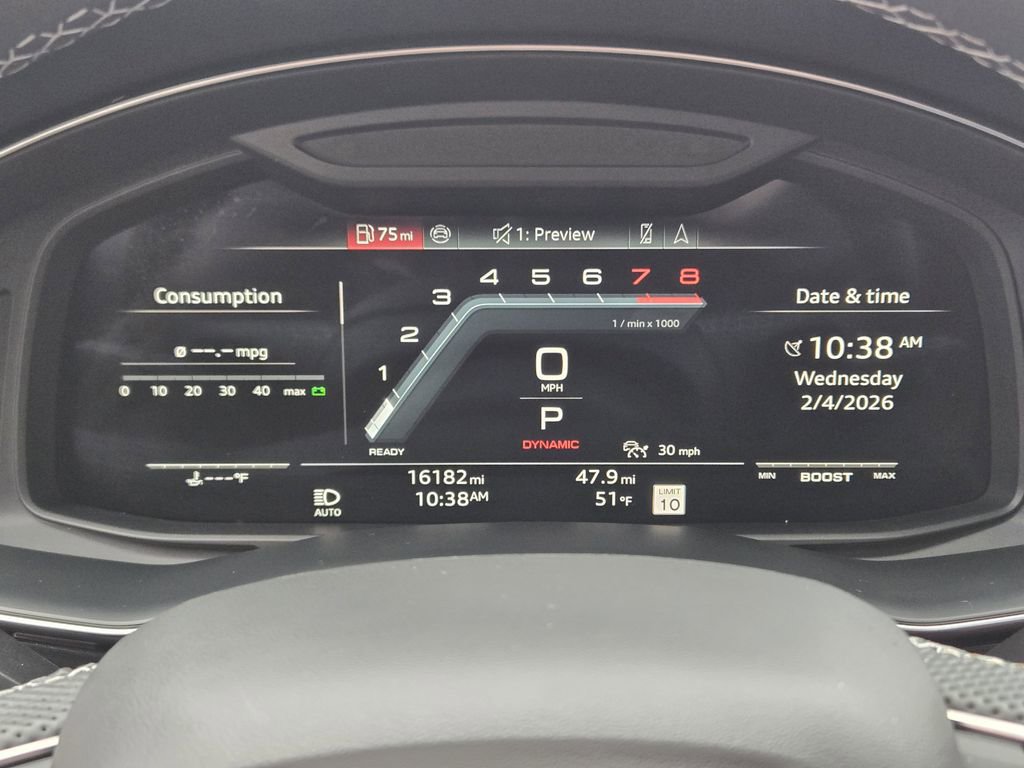 75 mi
1: Preview
Consumption
Ø --.- mpg
0 10 20 30 40 max
---°F
1 2 3 4 5 6 7 8
1 / min x 1000
0
MPH
P
DYNAMIC
READY
30 mph
16182 mi
47.9 mi
AUTO
10:38 AM
51 °F
LIMIT
10
Date & time
10:38 AM
Wednesday
2/4/2026
MIN BOOST MAX